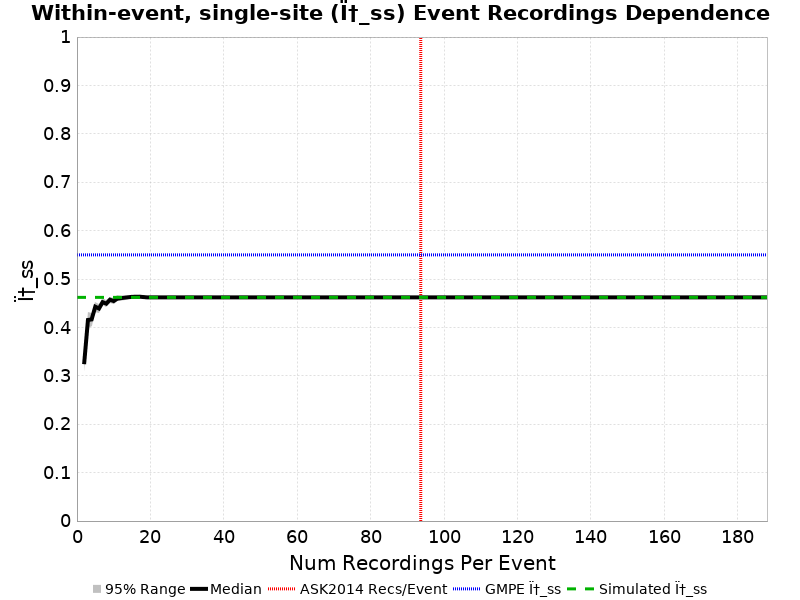 Within-event, single-site (Ï†_ss) Event Recordings Dependence
1
0.9
0.8
0.7
0.6
0.5
0.4
0.3
0.2
0.1
0
Ï†_ss
0 20 40 60 80 100 120 140 160 180
Num Recordings Per Event
95% Range Median ASK2014 Recs/Event GMPE Ï†_ss Simulated Ï†_ss